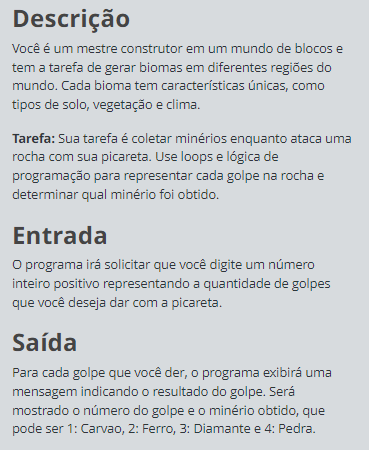 Descrição
Você é um mestre construtor em um mundo de blocos e
tem a tarefa de gerar biomas em diferentes regiões do
mundo. Cada bioma tem características únicas, como
tipos de solo, vegetação e clima.
Tarefa: Sua tarefa é coletar minérios enquanto ataca uma
rocha com sua picareta. Use loops e lógica de
programação para representar cada golpe na rocha e
determinar qual minério foi obtido.
Entrada
O programa irá solicitar que você digite um número
inteiro positivo representando a quantidade de golpes
que você deseja dar com a picareta.
Saída
Para cada golpe que você der, o programa exibirá uma
mensagem indicando o resultado do golpe. Será
mostrado o número do golpe e o minério obtido, que
pode ser 1: Carvao, 2: Ferro, 3: Diamante e 4: Pedra.